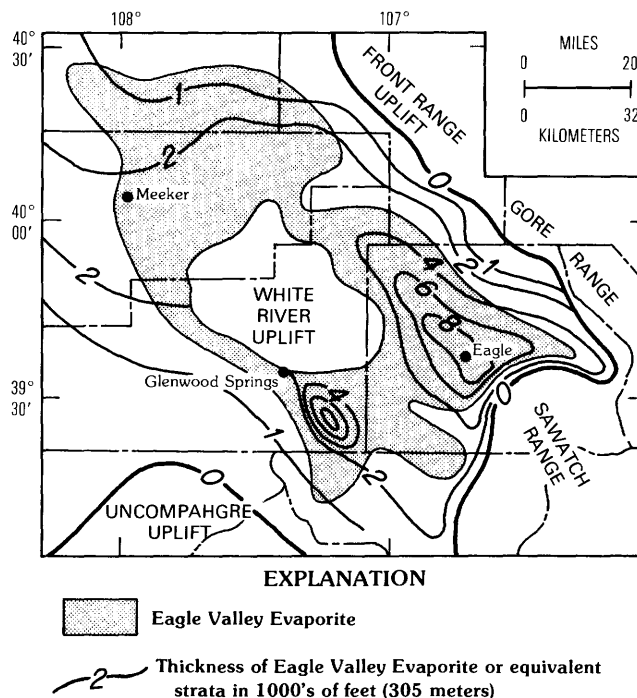 108°
107°
40°
30'
MILES
0 20
0 32
KILOMETERS
FRONT RANGE
UPLIFT
1
2
0
Meeker
40°
00'
GORE
RANGE
4
2
1
6
8
2
WHITE
RIVER
UPLIFT
Eagle
Glenwood Springs
39°
30'
4
0
1
SAWATCH
RANGE
2
0
UNCOMPAHGRE
UPLIFT
EXPLANATION
Eagle Valley Evaporite
2
Thickness of Eagle Valley Evaporite or equivalent
strata in 1000's of feet (305 meters)